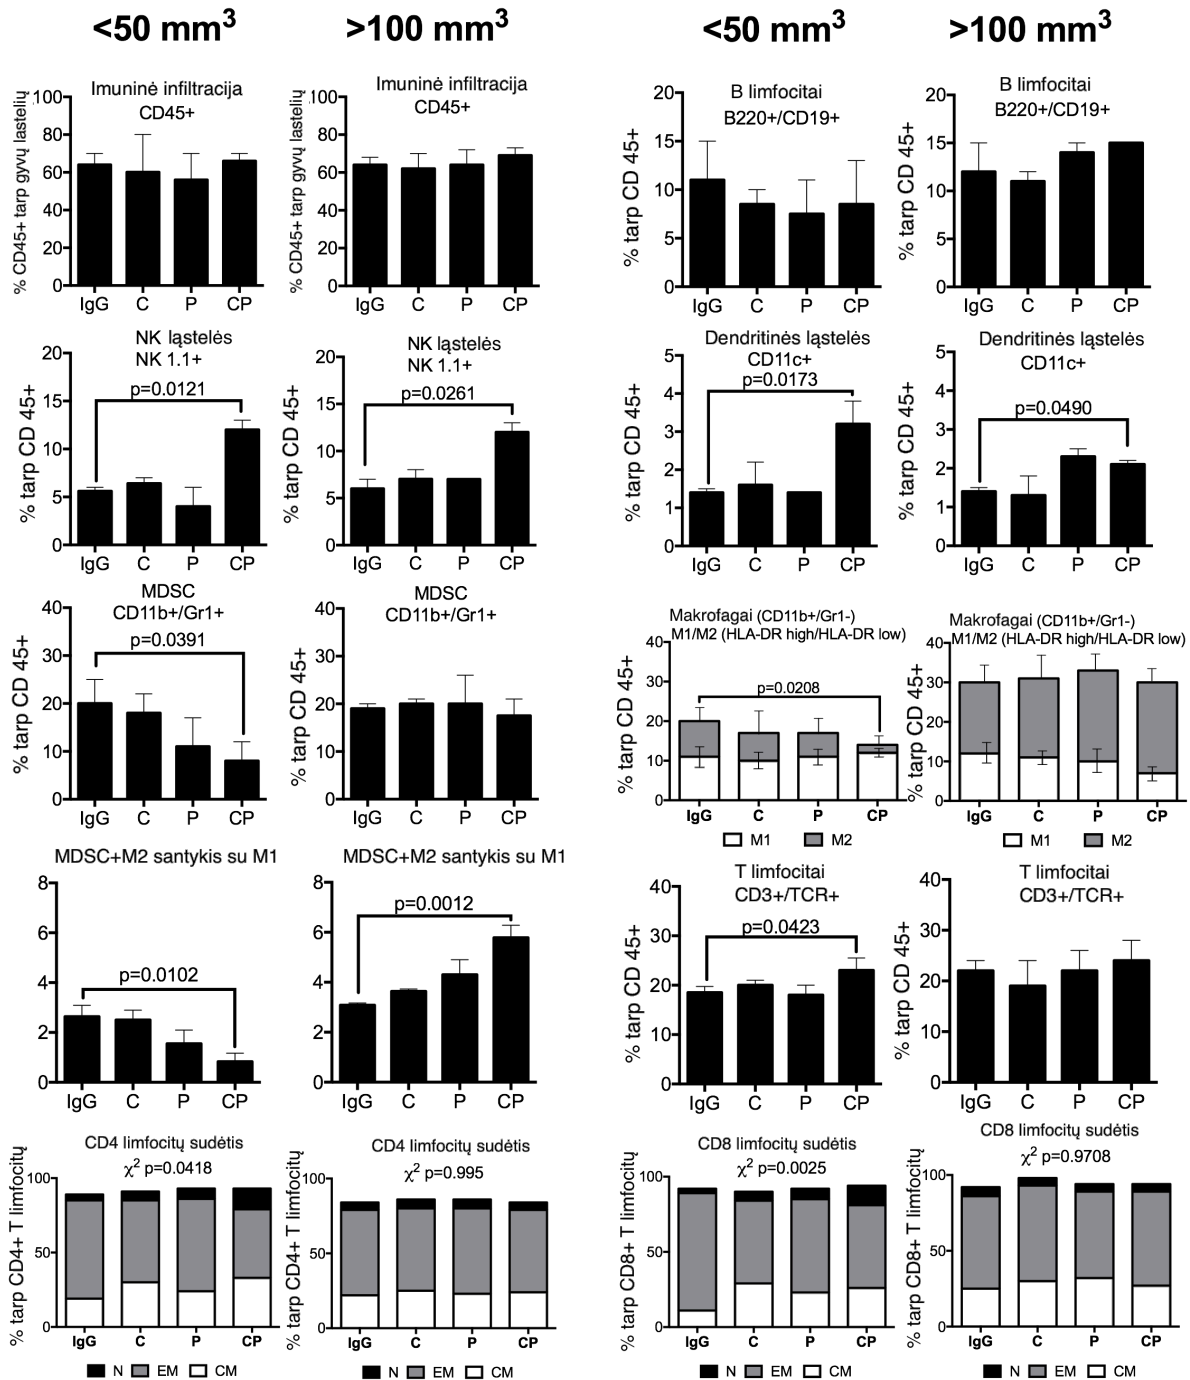 <50 mm3
>100 mm3
<50 mm3
>100 mm3
Imuninė infiltracija
CD45+
% CD45+ tarp gyvų lastelių
100
80
60
40
20
0
IgG C P CP
Imuninė infiltracija
CD45+
% CD45+ tarp gyvų lastelių
100
80
60
40
20
0
IgG C P CP
B limfocitai
B220+/CD19+
% tarp CD 45+
20
15
10
5
0
IgG C P CP
B limfocitai
B220+/CD19+
% tarp CD 45+
20
15
10
5
0
IgG C P CP
NK ląstelės
NK 1.1+
p=0.0121
% tarp CD 45+
20
15
10
5
0
IgG C P CP
NK ląstelės
NK 1.1+
p=0.0261
% tarp CD 45+
20
15
10
5
0
IgG C P CP
Dendritinės ląstelės
CD11c+
p=0.0173
% tarp CD 45+
5
4
3
2
1
0
IgG C P CP
Dendritinės ląstelės
CD11c+
p=0.0490
% tarp CD 45+
5
4
3
2
1
0
IgG C P CP
MDSC
CD11b+/Gr1+
p=0.0391
% tarp CD 45+
40
30
20
10
0
IgG C P CP
MDSC
CD11b+/Gr1+
% tarp CD 45+
40
30
20
10
0
IgG C P CP
Makrofagai (CD11b+/Gr1-)
M1/M2 (HLA-DR high/HLA-DR low)
p=0.0208
% tarp CD 45+
40
30
20
10
0
IgG C P CP
M1 M2
Makrofagai (CD11b+/Gr1-)
M1/M2 (HLA-DR high/HLA-DR low)
% tarp CD 45+
40
30
20
10
0
IgG C P CP
M1 M2
MDSC+M2 santykis su M1
p=0.0102
8
6
4
2
0
IgG C P CP
MDSC+M2 santykis su M1
p=0.0012
8
6
4
2
0
IgG C P CP
T limfocitai
CD3+/TCR+
p=0.0423
% tarp CD 45+
40
30
20
10
0
IgG C P CP
T limfocitai
CD3+/TCR+
% tarp CD 45+
40
30
20
10
0
IgG C P CP
CD4 limfocitų sudėtis
χ2 p=0.0418
% tarp CD4+ T limfocitų
100
50
0
IgG C P CP
N EM CM
CD4 limfocitų sudėtis
χ2 p=0.995
% tarp CD4+ T limfocitų
100
50
0
IgG C P CP
N EM CM
CD8 limfocitų sudėtis
χ2 p=0.0025
% tarp CD8+ T limfocitų
100
50
0
IgG C P CP
N EM CM
CD8 limfocitų sudėtis
χ2 p=0.9708
% tarp CD8+ T limfocitų
100
50
0
IgG C P CP
N EM CM